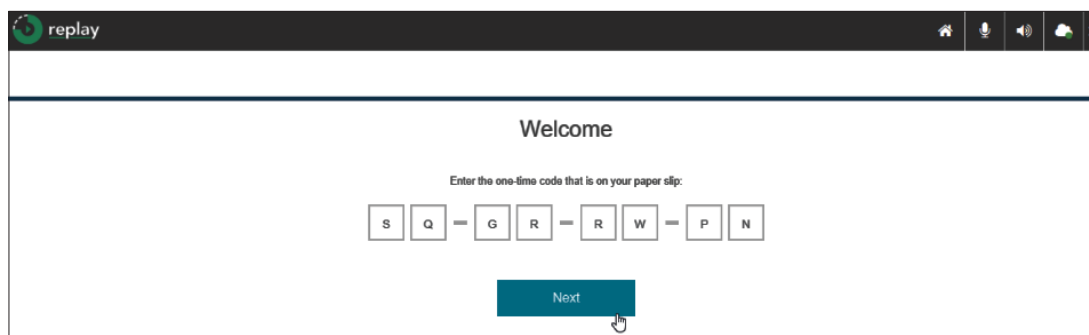 replay
Welcome
Enter the one-time code that is on your paper slip:
S Q - G R - R W - P N
Next